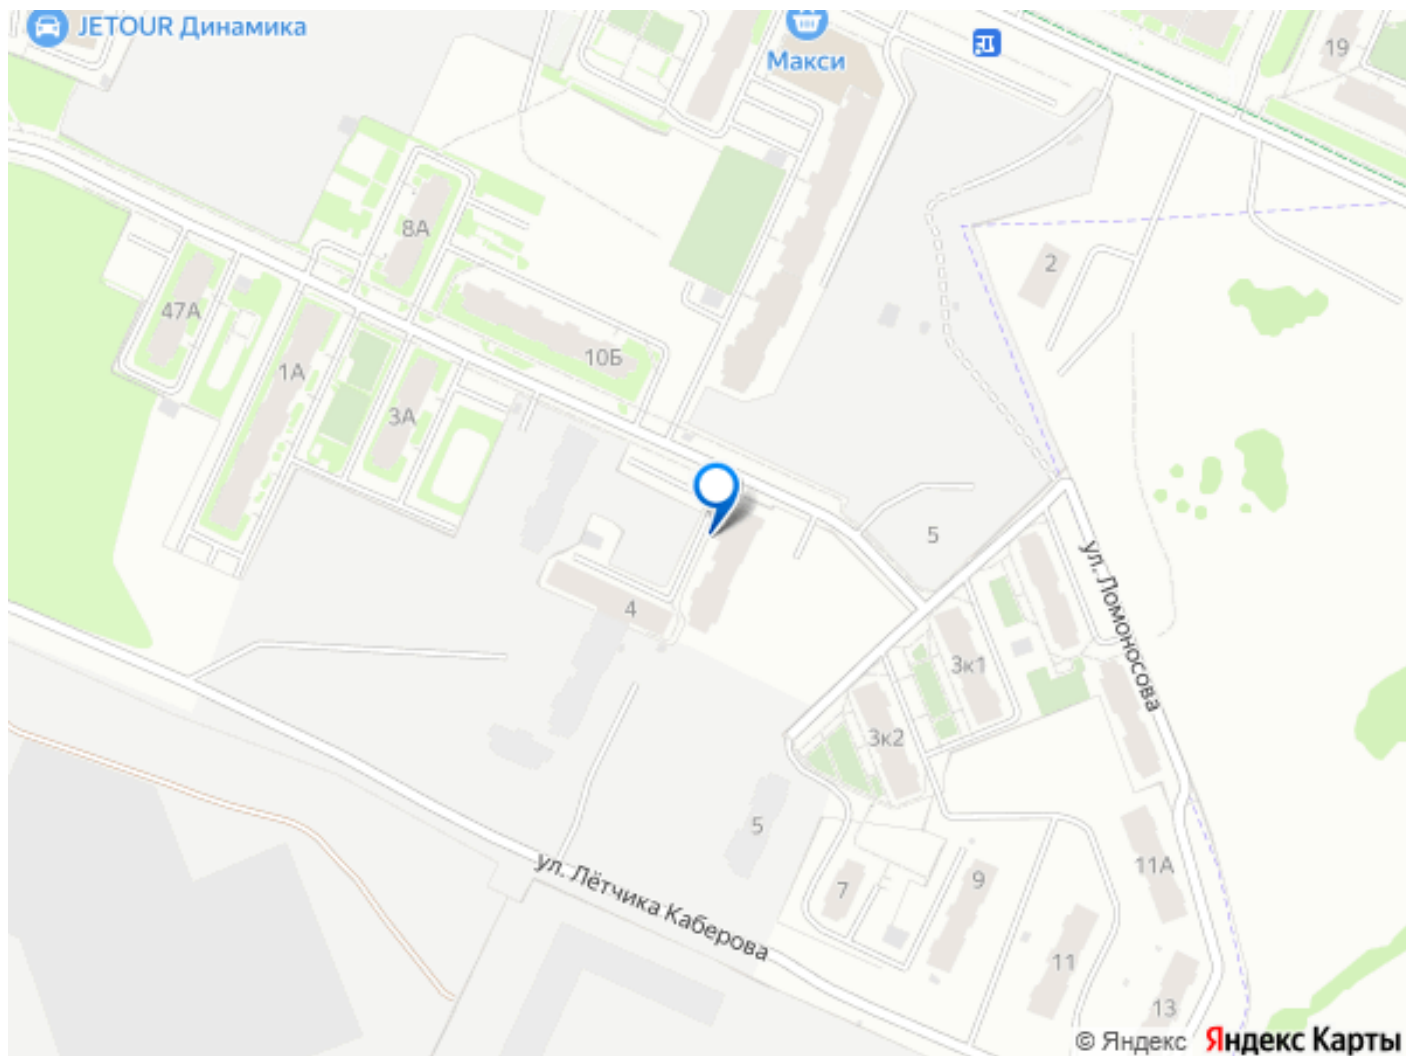 JETOUR Динамика
Макси
19
8А
2
47А
10Б
1А
3А
5
ул. Ломоносова
4
3к1
3к2
5
11А
ул. Лётчика Каберова
7
9
11
13
© Яндекс Яндекс Карты